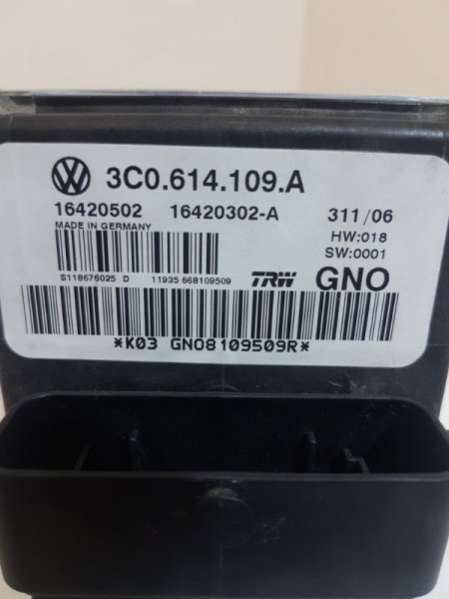 3C0.614.109.A
16420502 16420302-A 311/06
MADE IN GERMANY HW:018
SW:0001
S118676025 D 11935 668109509 TRW GNO
*K03 GNO8109509R*